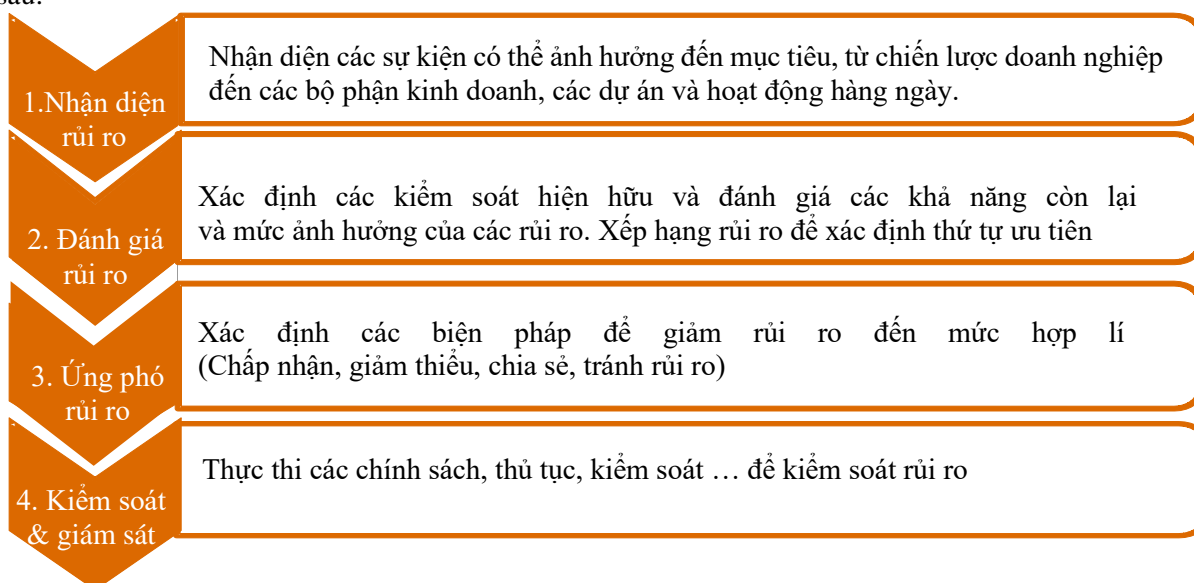 sau:
1.Nhận diện
rủi ro
Nhận diện các sự kiện có thể ảnh hưởng đến mục tiêu, từ chiến lược doanh nghiệp
đến các bộ phận kinh doanh, các dự án và hoạt động hàng ngày.
2. Đánh giá
rủi ro
Xác định các kiểm soát hiện hữu và đánh giá các khả năng còn lại
và mức ảnh hưởng của các rủi ro. Xếp hạng rủi ro để xác định thứ tự ưu tiên
3. Ứng phó
rủi ro
Xác định các biện pháp để giảm rủi ro đến mức hợp lí
(Chấp nhận, giảm thiểu, chia sẻ, tránh rủi ro)
4. Kiểm soát
& giám sát
Thực thi các chính sách, thủ tục, kiểm soát … để kiểm soát rủi ro